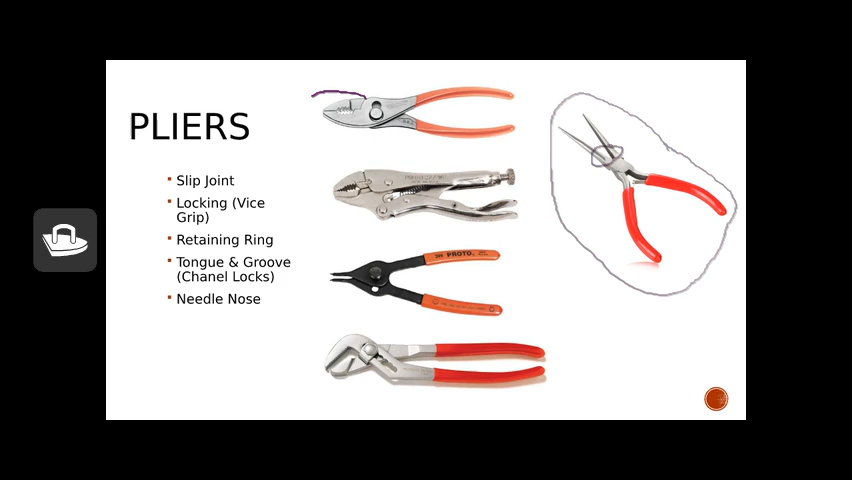 PLIERS
Slip Joint
Locking (Vice
Grip)
Retaining Ring
Tongue & Groove
(Chanel Locks)
Needle Nose
PROTO